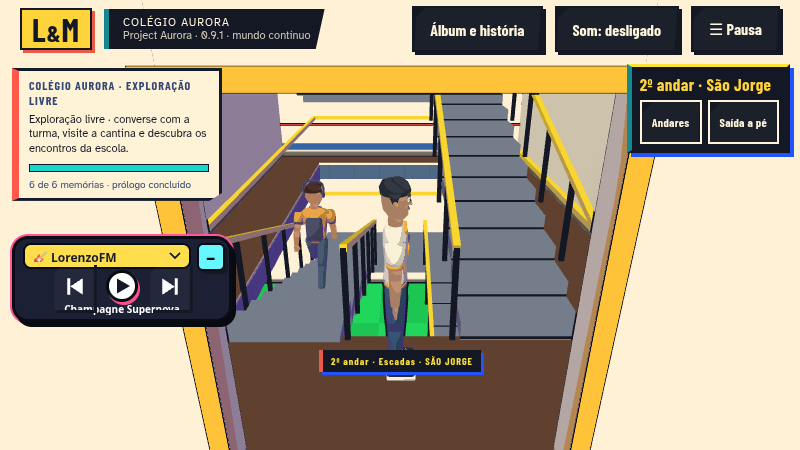 L&M
COLÉGIO AURORA
Project Aurora · 0.9.1 · mundo contínuo
Álbum e história
Som: desligado
☰ Pausa
COLÉGIO AURORA · EXPLORAÇÃO
LIVRE
Exploração livre · converse com a
turma, visite a cantina e descubra os
encontros da escola.
6 de 6 memórias · prólogo concluído
2º andar · São Jorge
Andares
Saída a pé
🎸 LorenzoFM
–
Champagne Supernova
2º andar · Escadas · SÃO JORGE